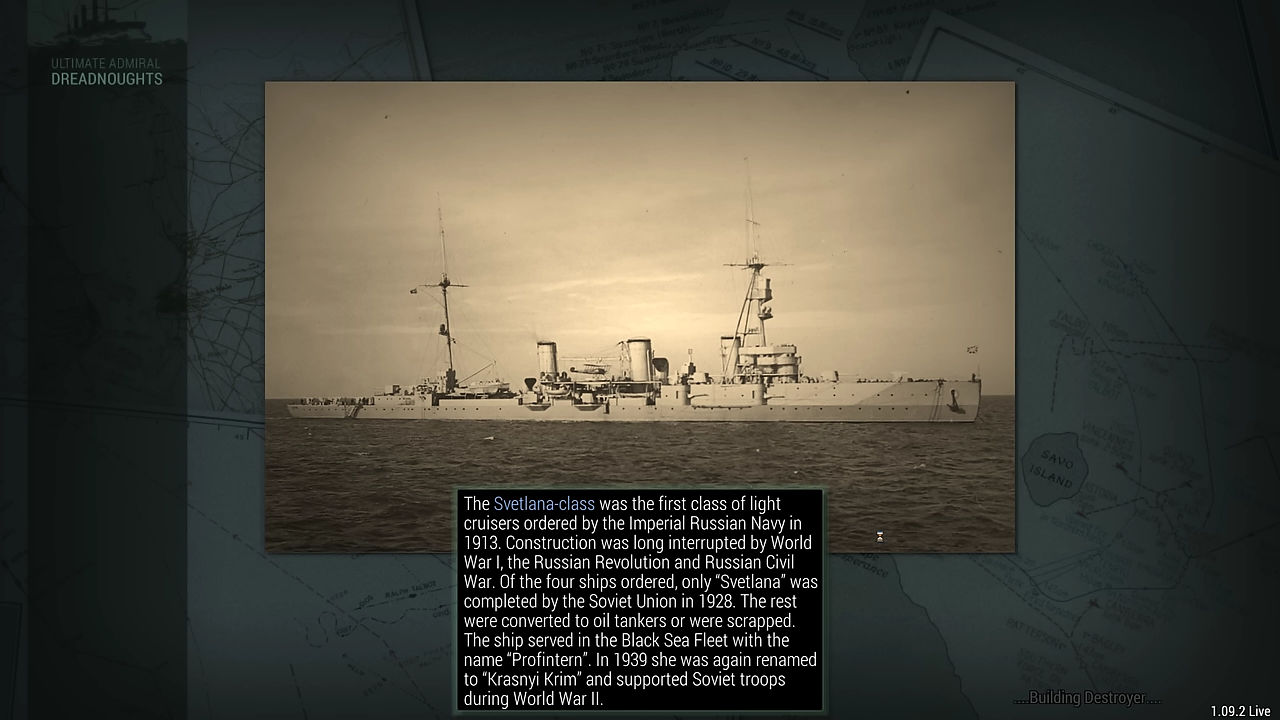 ULTIMATE ADMIRAL
DREADNOUGHTS
The Svetlana-class was the first class of light
cruisers ordered by the Imperial Russian Navy in
1913. Construction was long interrupted by World
War I, the Russian Revolution and Russian Civil
War. Of the four ships ordered, only “Svetlana” was
completed by the Soviet Union in 1928. The rest
were converted to oil tankers or were scrapped.
The ship served in the Black Sea Fleet with the
name “Profintern”. In 1939 she was again renamed
to “Krasnyi Krim” and supported Soviet troops
during World War II.
SAVO
ISLAND
RALPH TALBOT
....Building Destroyer....
1.09.2 Live